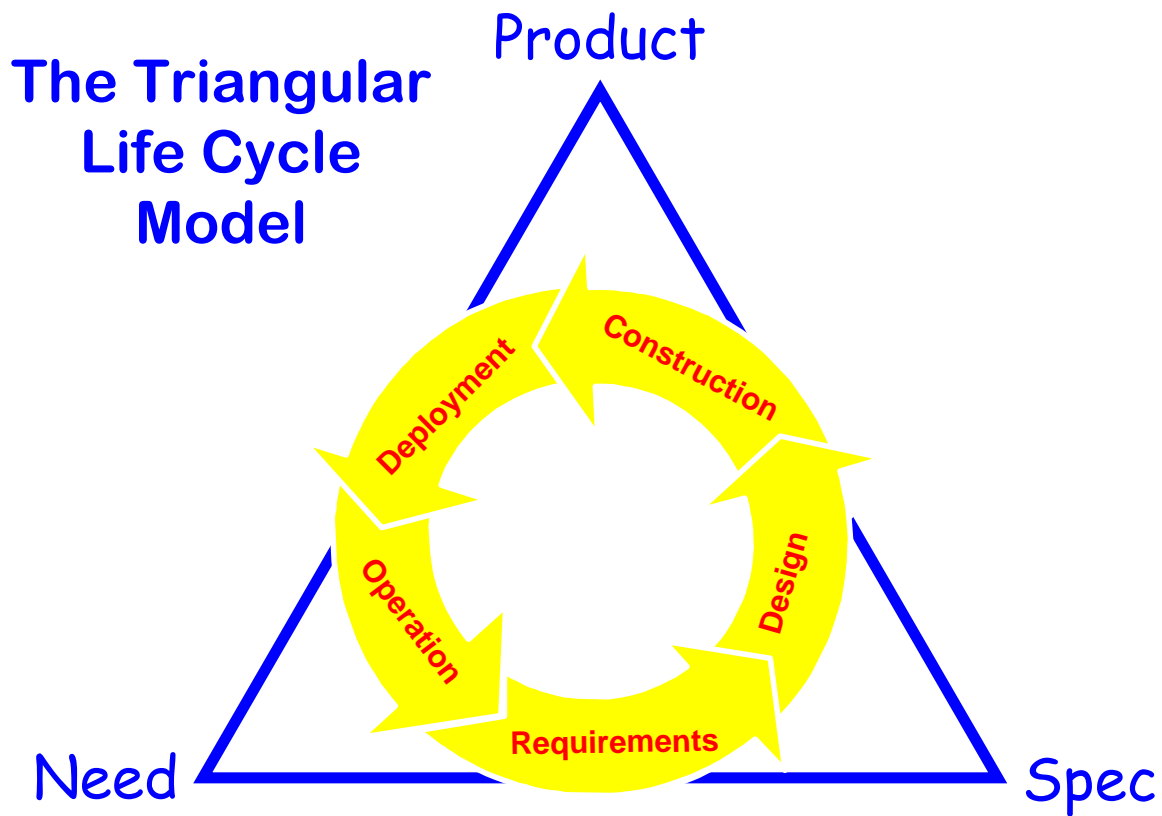 Product
The Triangular
Life Cycle
Model
Construction
Deployment
Design
Operation
Requirements
Need
Spec